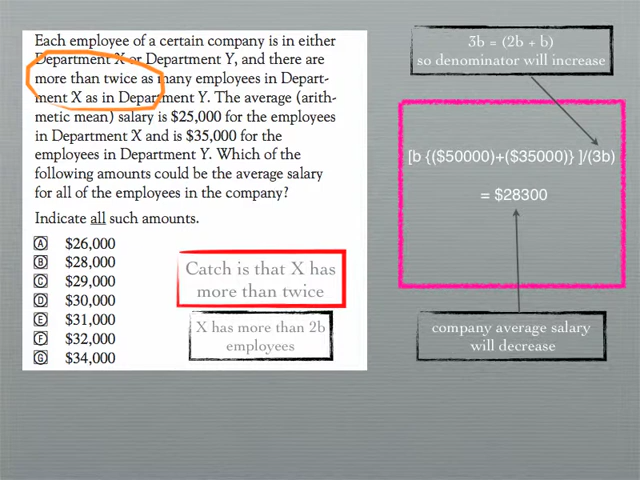 Each employee of a certain company is in either
Department X or Department Y, and there are
more than twice as many employees in Depart-
ment X as in Department Y. The average (arith-
metic mean) salary is $25,000 for the employees
in Department X and is $35,000 for the
employees in Department Y. Which of the
following amounts could be the average salary
for all of the employees in the company?
Indicate all such amounts.
A $26,000
B $28,000
C $29,000
D $30,000
E $31,000
F $32,000
G $34,000
Catch is that X has
more than twice
X has more than 2b
employees
3b = (2b + b)
so denominator will increase
[b {($50000)+($35000)} ]/(3b)
= $28300
company average salary
will decrease